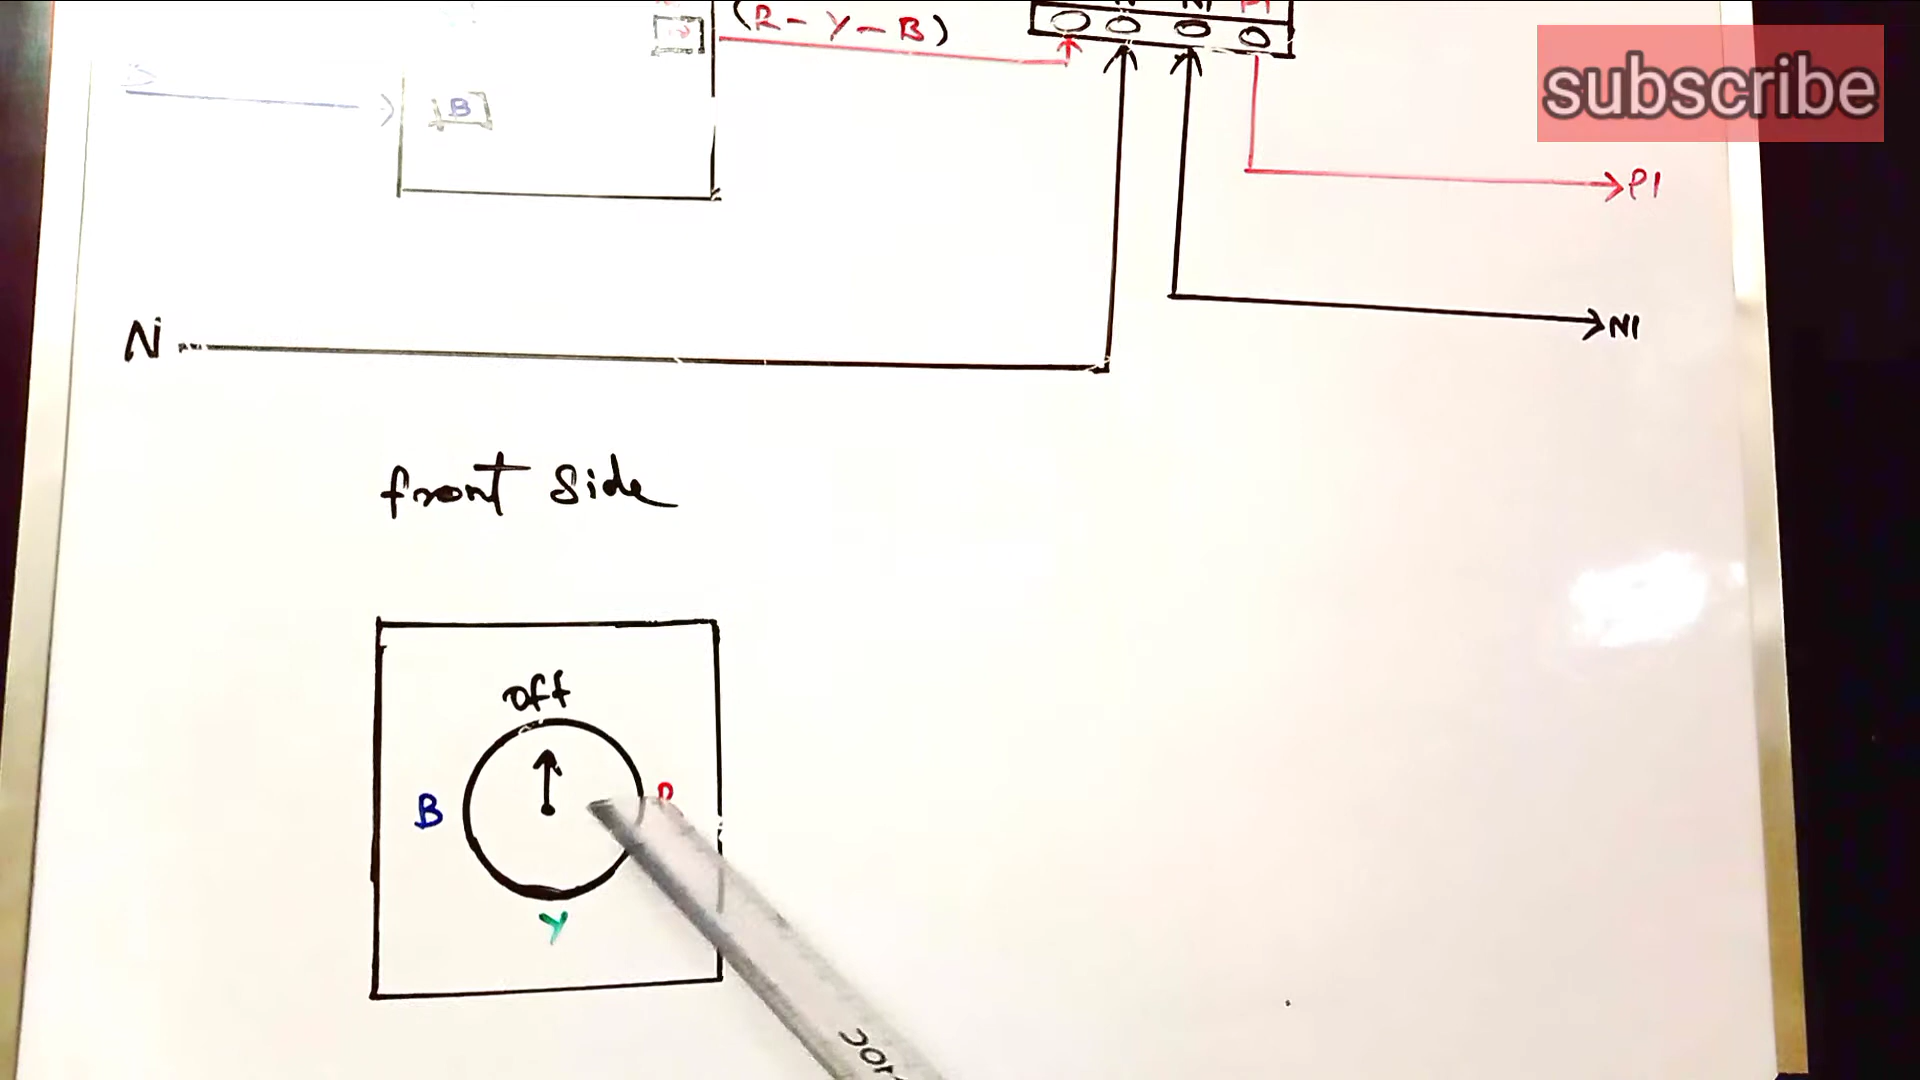 (R-Y-B)
subscribe
B
P1
N1
N
front side
off
B
Y